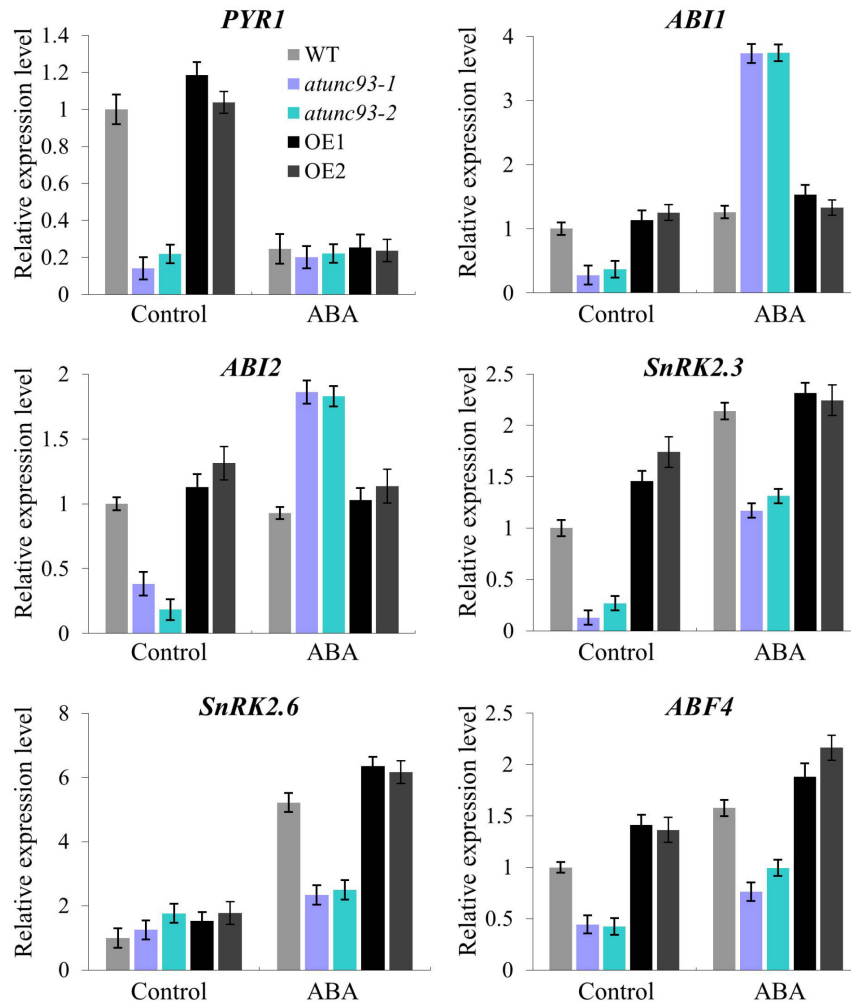 PYR1
Relative expression level
1.4
1.2
1
0.8
0.6
0.4
0.2
0
WT
atunc93-1
atunc93-2
OE1
OE2
Control
ABA
ABI1
Relative expression level
4
3
2
1
0
Control
ABA
ABI2
Relative expression level
2
1.5
1
0.5
0
Control
ABA
SnRK2.3
Relative expression level
2.5
2
1.5
1
0.5
0
Control
ABA
SnRK2.6
Relative expression level
8
6
4
2
0
Control
ABA
ABF4
Relative expression level
2.5
2
1.5
1
0.5
0
Control
ABA